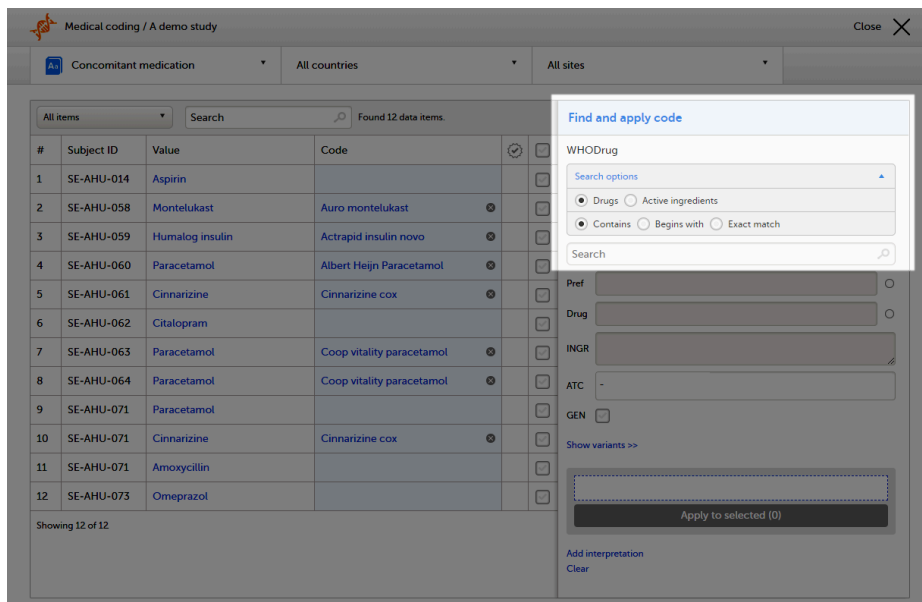 Medical coding / A demo study
Close
Concomitant medication
All countries
All sites
All items
Search
Found 12 data items.
# Subject ID Value Code
1 SE-AHU-014 Aspirin
2 SE-AHU-058 Montelukast Auro montelukast
3 SE-AHU-059 Humalog insulin Actrapid insulin novo
4 SE-AHU-060 Paracetamol Albert Heijn Paracetamol
5 SE-AHU-061 Cinnarizine Cinnarizine cox
6 SE-AHU-062 Citalopram
7 SE-AHU-063 Paracetamol Coop vitality paracetamol
8 SE-AHU-064 Paracetamol Coop vitality paracetamol
9 SE-AHU-071 Paracetamol
10 SE-AHU-071 Cinnarizine Cinnarizine cox
11 SE-AHU-071 Amoxycillin
12 SE-AHU-073 Omeprazol
Showing 12 of 12
Find and apply code
WHODrug
Search options
Drugs Active ingredients
Contains Begins with Exact match
Search
Pref
Drug
INGR
ATC -
GEN
Show variants >>
Apply to selected (0)
Add interpretation
Clear